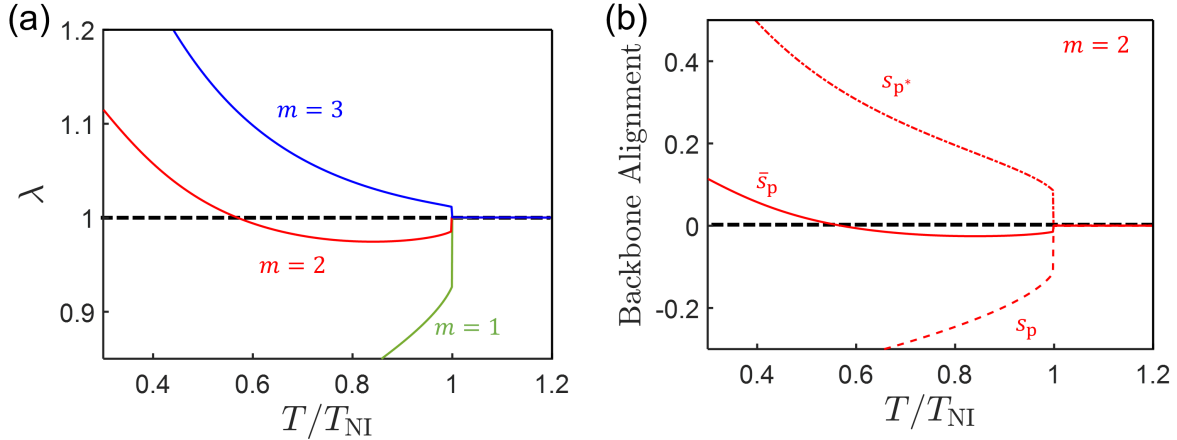 (a)
1.2
1.1
1
0.9
λ
m = 3
m = 2
m = 1
0.4 0.6 0.8 1 1.2
T/T_NI
(b)
0.4
0.2
0
-0.2
Backbone Alignment
m = 2
s_p*
s̄_p
s_p
0.4 0.6 0.8 1 1.2
T/T_NI